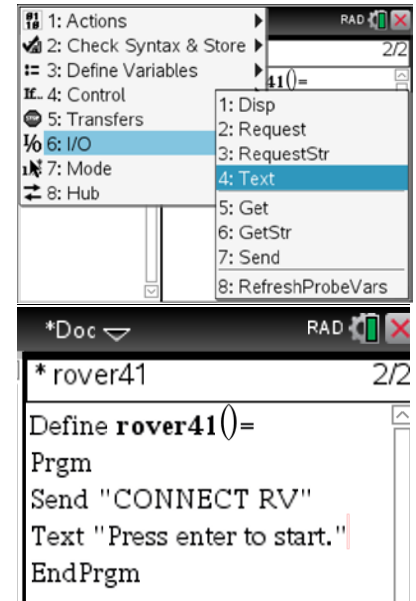 1: Actions
2: Check Syntax & Store
:= 3: Define Variables
If.. 4: Control
5: Transfers
I/O 6: I/O
7: Mode
8: Hub
RAD
2/2
41()=
1: Disp
2: Request
3: RequestStr
4: Text
5: Get
6: GetStr
7: Send
8: RefreshProbeVars
*Doc RAD
* rover41 2/2
Define rover41()=
Prgm
Send "CONNECT RV"
Text "Press enter to start."
EndPrgm